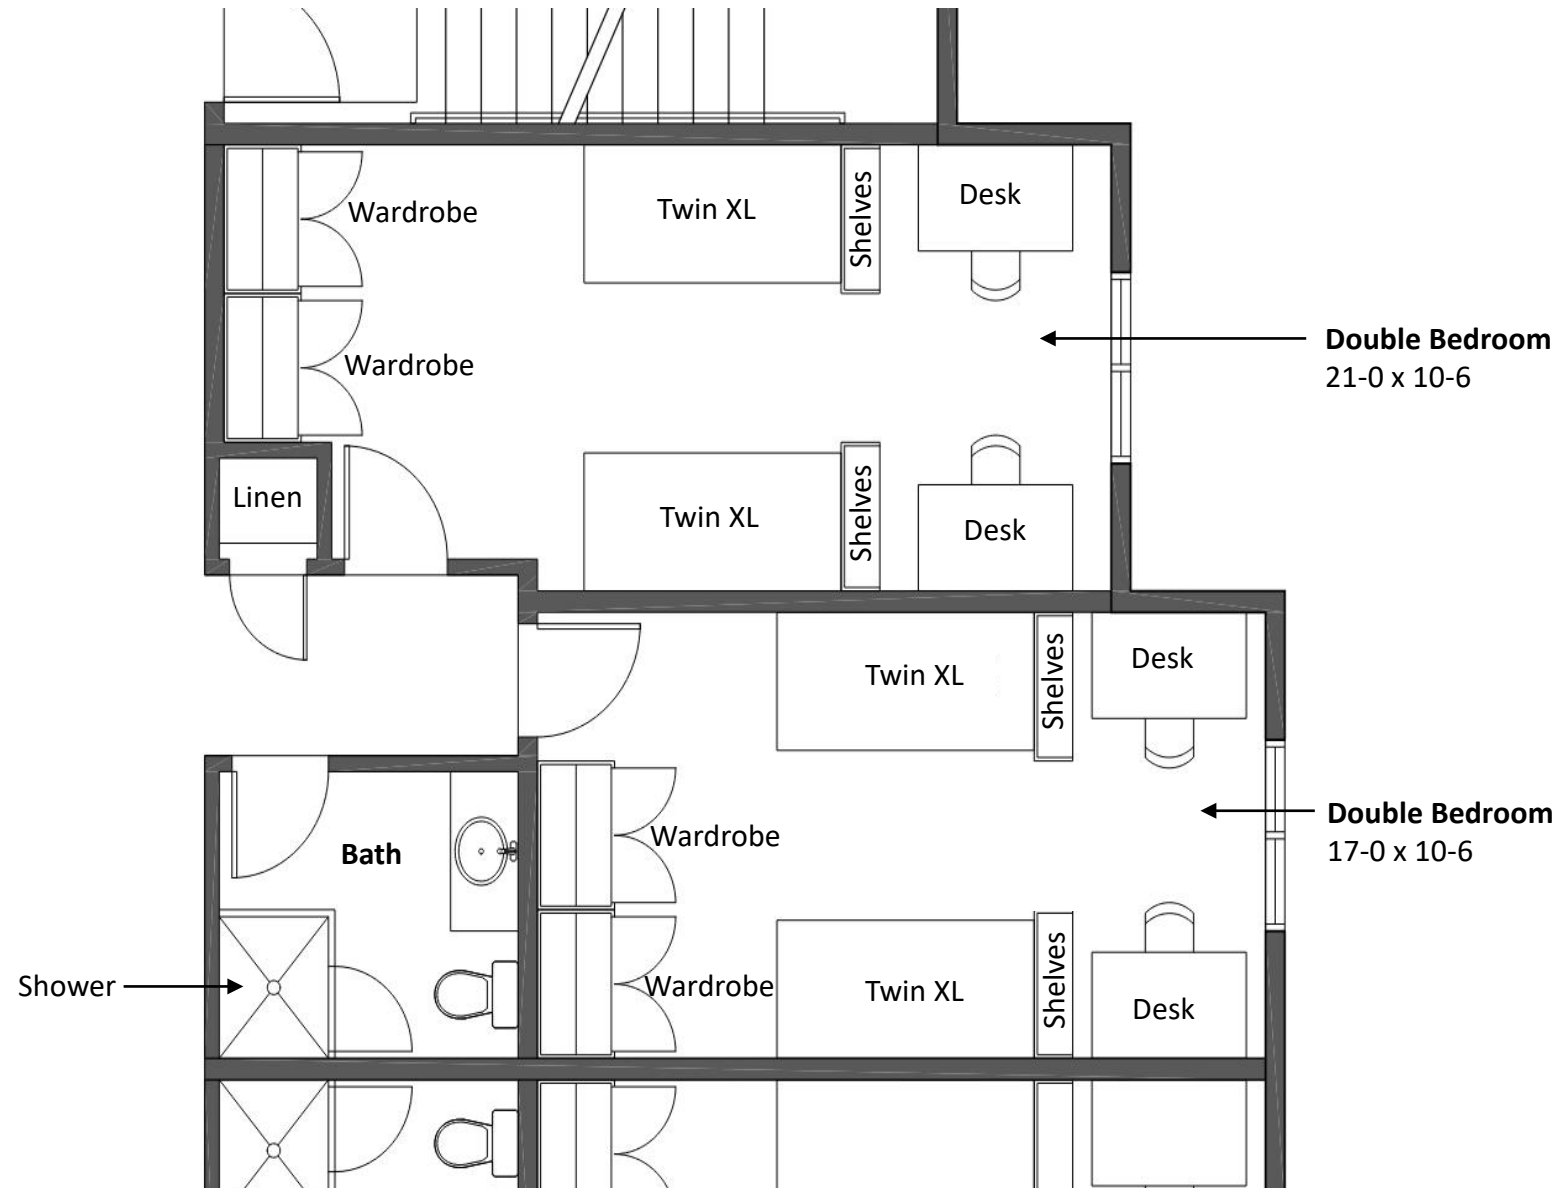 Wardrobe
Twin XL
Shelves
Desk
Wardrobe
Double Bedroom
21-0 x 10-6
Linen
Twin XL
Shelves
Desk
Twin XL
Shelves
Desk
Wardrobe
Double Bedroom
17-0 x 10-6
Bath
Shower
Wardrobe
Twin XL
Shelves
Desk